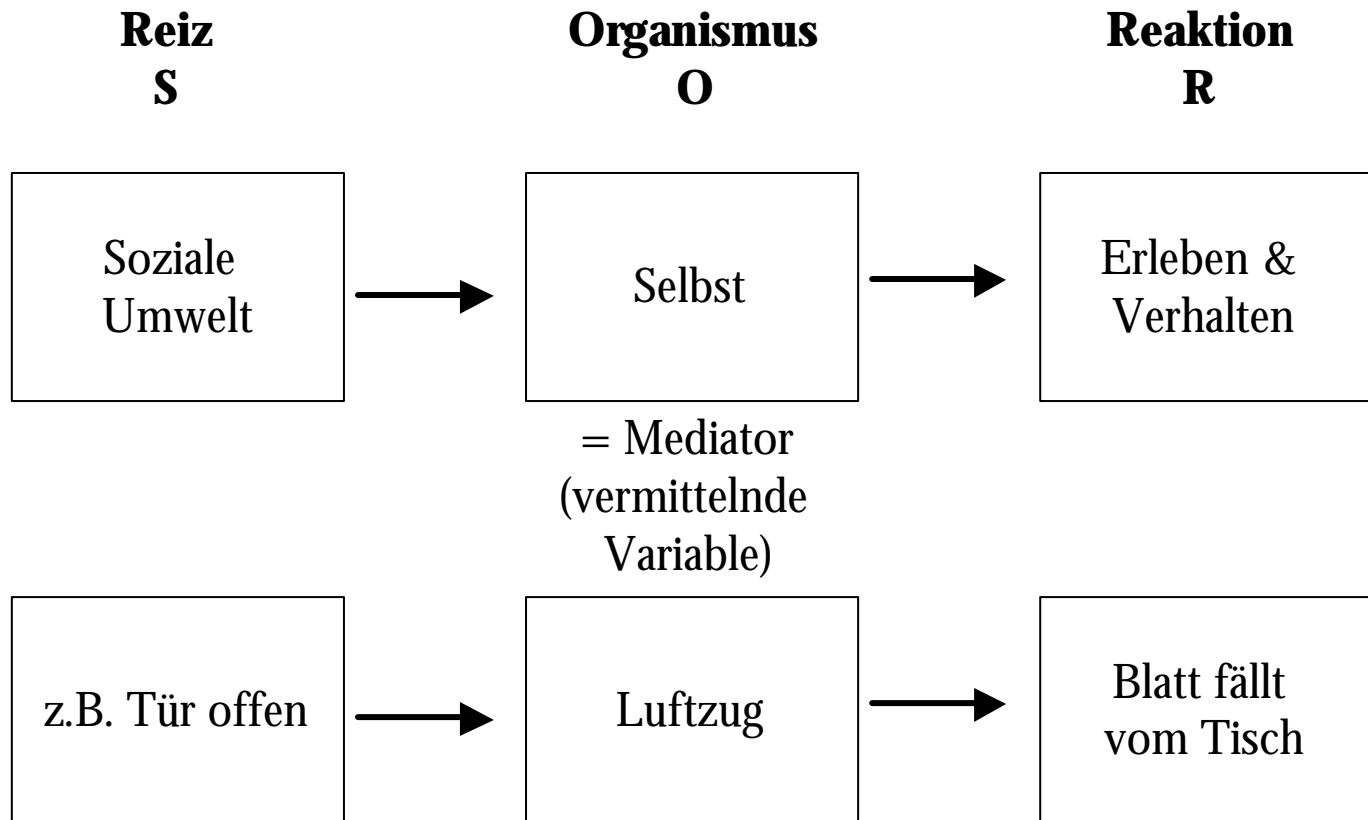 Reiz
S
Organismus
O
Reaktion
R
Soziale
Umwelt
Selbst
Erleben &
Verhalten
= Mediator
(vermittelnde
Variable)
z.B. Tür offen
Luftzug
Blatt fällt
vom Tisch